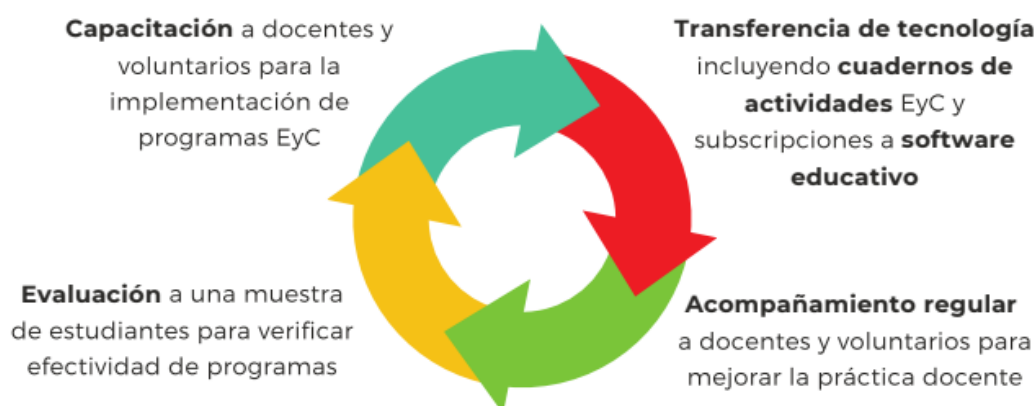 Capacitación a docentes y
voluntarios para la
implementación de
programas EyC
Transferencia de tecnología
incluyendo cuadernos de
actividades EyC y
subscripciones a software
educativo
Evaluación a una muestra
de estudiantes para verificar
efectividad de programas
Acompañamiento regular
a docentes y voluntarios para
mejorar la práctica docente